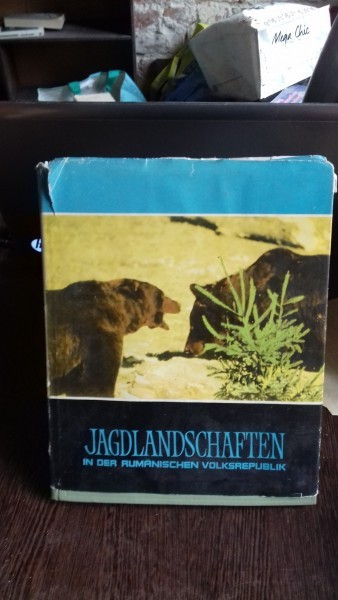 Mega Chic
JAGDLANDSCHAFTEN
IN DER RUMÄNISCHEN VOLKSREPUBLIK